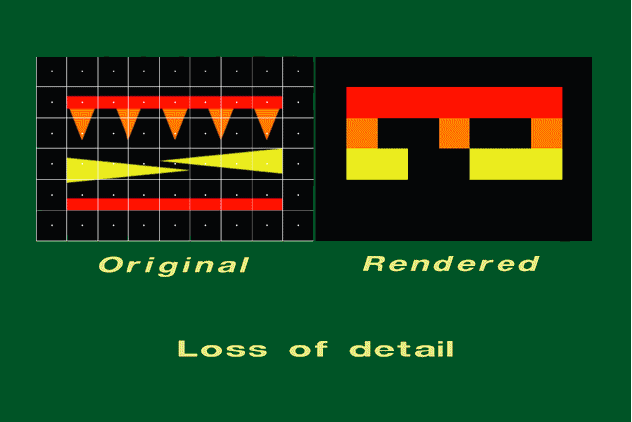 Original
Rendered
Loss of detail